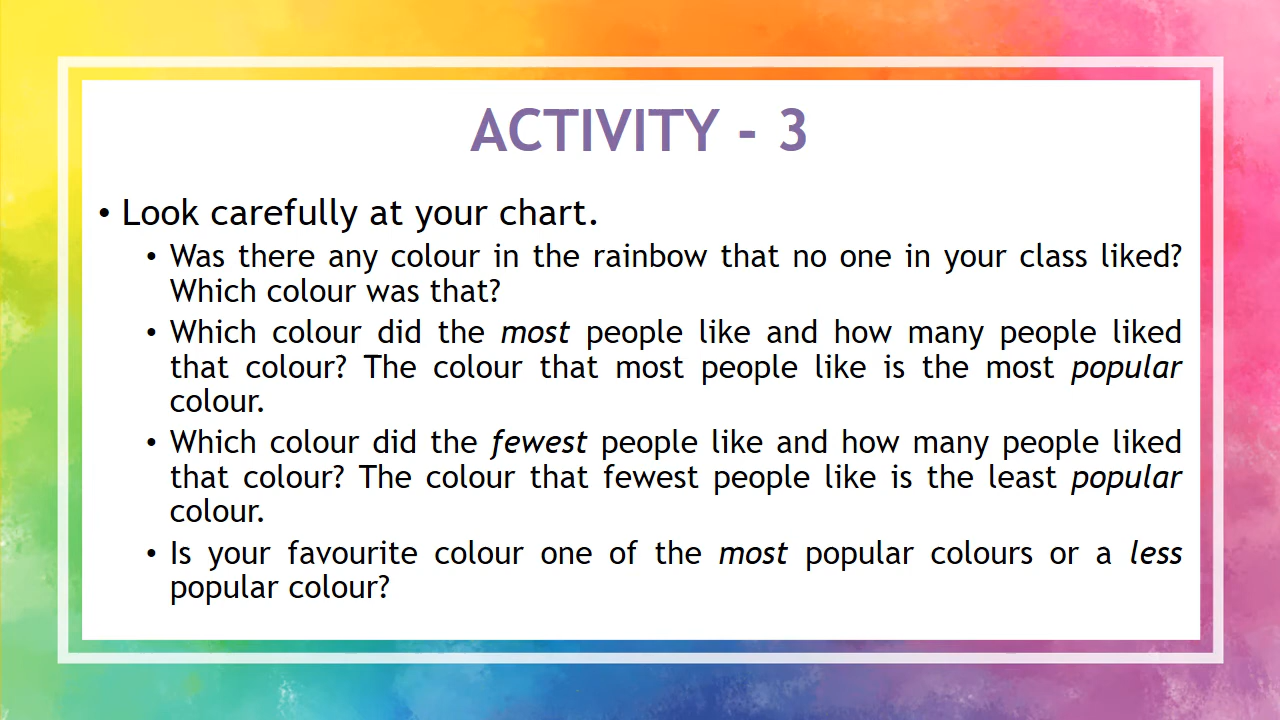 ACTIVITY - 3
• Look carefully at your chart.
• Was there any colour in the rainbow that no one in your class liked?
Which colour was that?
• Which colour did the most people like and how many people liked
that colour? The colour that most people like is the most popular
colour.
• Which colour did the fewest people like and how many people liked
that colour? The colour that fewest people like is the least popular
colour.
• Is your favourite colour one of the most popular colours or a less
popular colour?